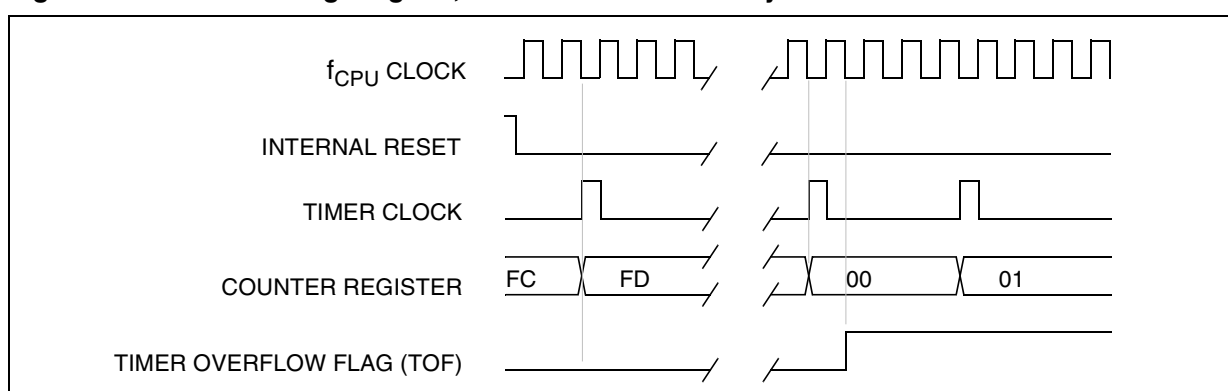 f_CPU CLOCK
INTERNAL RESET
TIMER CLOCK
COUNTER REGISTER
FC
FD
00
01
TIMER OVERFLOW FLAG (TOF)